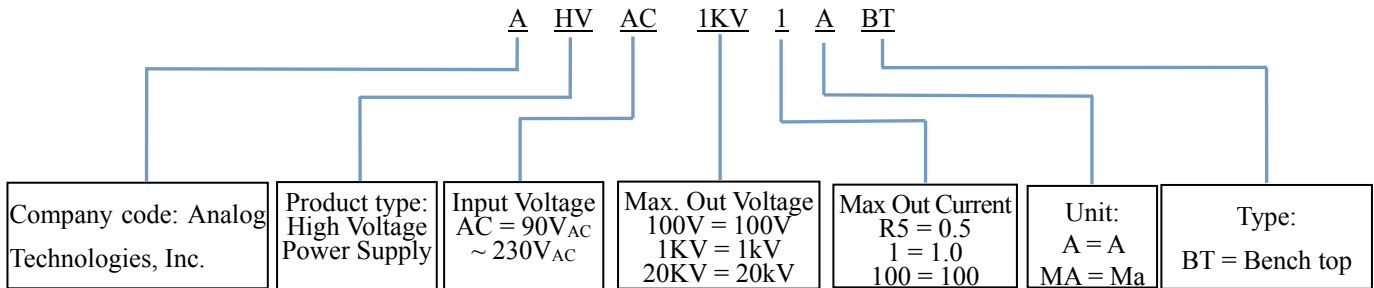 A HV AC 1KV 1 A BT
Company code: Analog
Technologies, Inc.
Product type:
High Voltage
Power Supply
Input Voltage
AC = 90VAC
~ 230VAC
Max. Out Voltage
100V = 100V
1KV = 1kV
20KV = 20kV
Max Out Current
R5 = 0.5
1 = 1.0
100 = 100
Unit:
A = A
MA = Ma
Type:
BT = Bench top